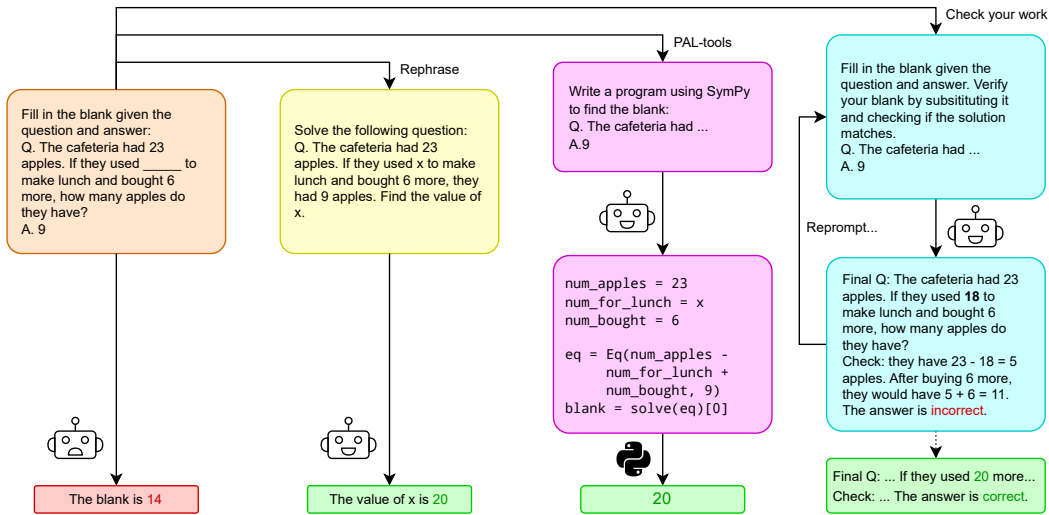 Check your work
PAL-tools
Rephrase
Fill in the blank given the
question and answer:
Q. The cafeteria had 23
apples. If they used _____ to
make lunch and bought 6
more, how many apples do
they have?
A. 9
The blank is 14
Solve the following question:
Q. The cafeteria had 23
apples. If they used x to make
lunch and bought 6 more, they
had 9 apples. Find the value of
x.
The value of x is 20
Write a program using SymPy
to find the blank:
Q. The cafeteria had ...
A.9
num_apples = 23
num_for_lunch = x
num_bought = 6
eq = Eq(num_apples -
num_for_lunch +
num_bought, 9)
blank = solve(eq)[0]
20
Fill in the blank given the
question and answer. Verify
your blank by subsitituting it
and checking if the solution
matches.
Q. The cafeteria had ...
A. 9
Reprompt...
Final Q: The cafeteria had 23
apples. If they used 18 to
make lunch and bought 6
more, how many apples do
they have?
Check: they have 23 - 18 = 5
apples. After buying 6 more,
they would have 5 + 6 = 11.
The answer is incorrect.
Final Q: ... If they used 20 more...
Check: ... The answer is correct.